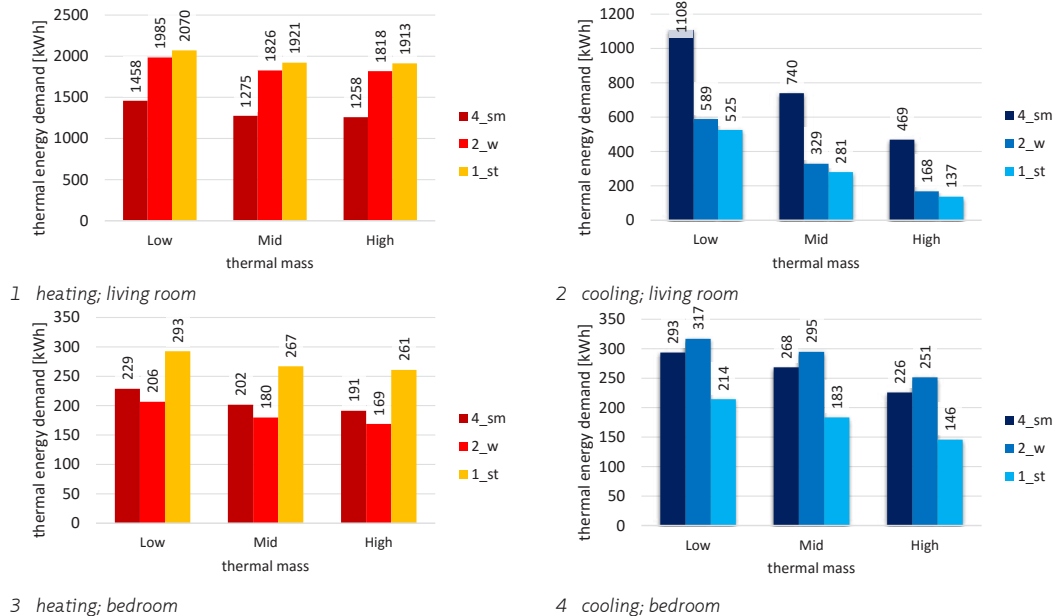 thermal energy demand [kWh]
2500
2000
1500
1000
500
0
1458
1985
2070
1275
1826
1921
1258
1818
1913
Low
Mid
High
thermal mass
4_sm
2_w
1_st
1 heating; living room
thermal energy demand [kWh]
1200
1000
800
600
400
200
0
1108
589
525
740
329
281
469
168
137
Low
Mid
High
thermal mass
4_sm
2_w
1_st
2 cooling; living room
thermal energy demand [kWh]
350
300
250
200
150
100
50
0
229
206
293
202
180
267
191
169
261
Low
Mid
High
thermal mass
4_sm
2_w
1_st
3 heating; bedroom
thermal energy demand [kWh]
350
300
250
200
150
100
50
0
293
317
214
268
295
183
226
251
146
Low
Mid
High
thermal mass
4_sm
2_w
1_st
4 cooling; bedroom